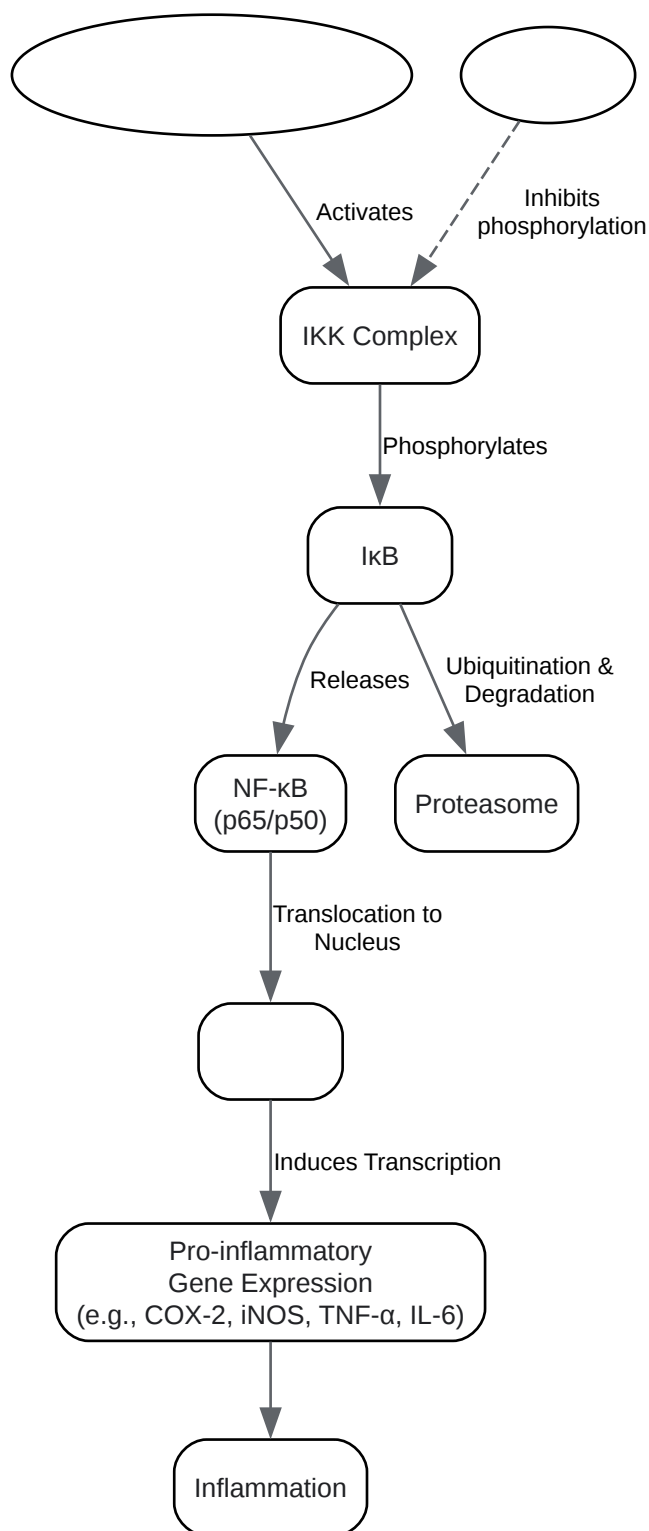 Activates
Inhibits
phosphorylation
IKK Complex
Phosphorylates
IκB
Releases
Ubiquitination &
Degradation
NF-κB
(p65/p50)
Proteasome
Translocation to
Nucleus
Induces Transcription
Pro-inflammatory
Gene Expression
(e.g., COX-2, iNOS, TNF-α, IL-6)
Inflammation